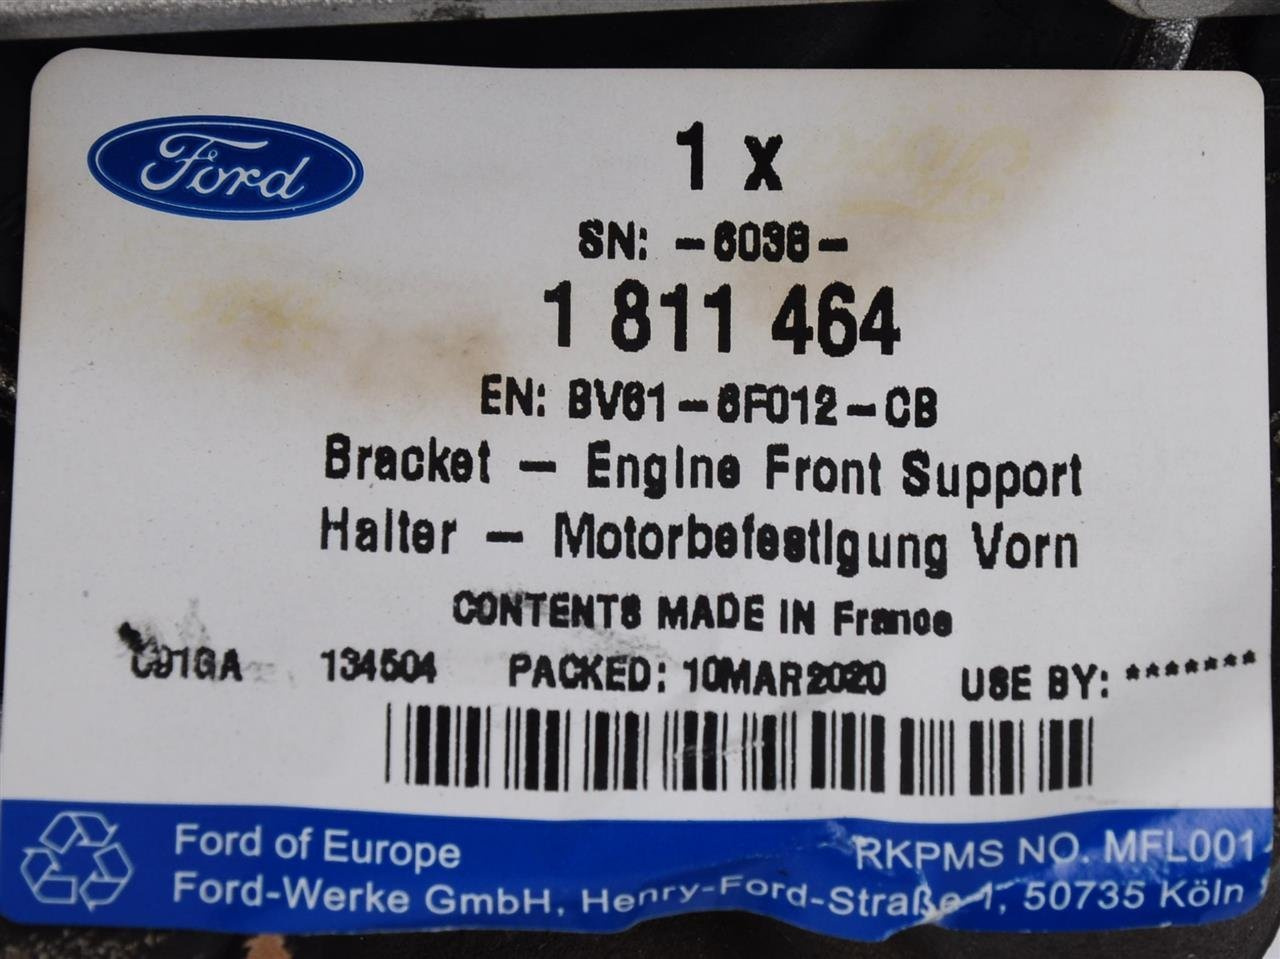 Ford
1 x
SN: -6038-
1 811 464
EN: BV61-6F012-CB
Bracket - Engine Front Support
Halter - Motorbefestigung Vorn
CONTENTS MADE IN France
C91GA 134504 PACKED: 10MAR2020 USE BY: *******
Ford of Europe
RKPMS NO. MFL001
Ford-Werke GmbH, Henry-Ford-Straße 1, 50735 Köln